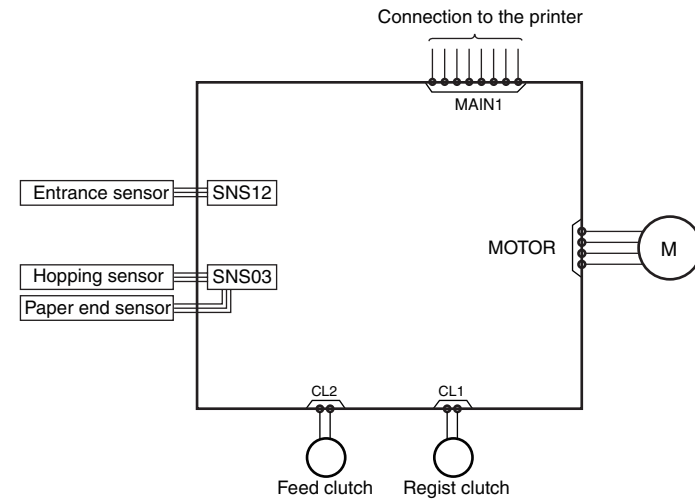 Connection to the printer
MAIN1
Entrance sensor
SNS12
MOTOR
M
Hopping sensor
SNS03
Paper end sensor
CL2
CL1
Feed clutch
Regist clutch